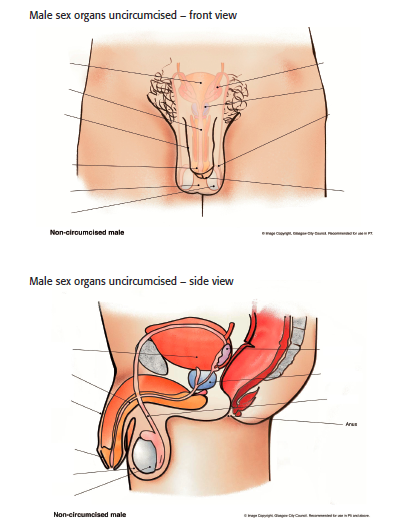 Male sex organs uncircumcised – front view
Non-circumcised male
© Image Copyright, Glasgow City Council. Recommended for use in P7.
Male sex organs uncircumcised – side view
Anus
Non-circumcised male
© Image Copyright, Glasgow City Council. Recommended for use in P5 and above.